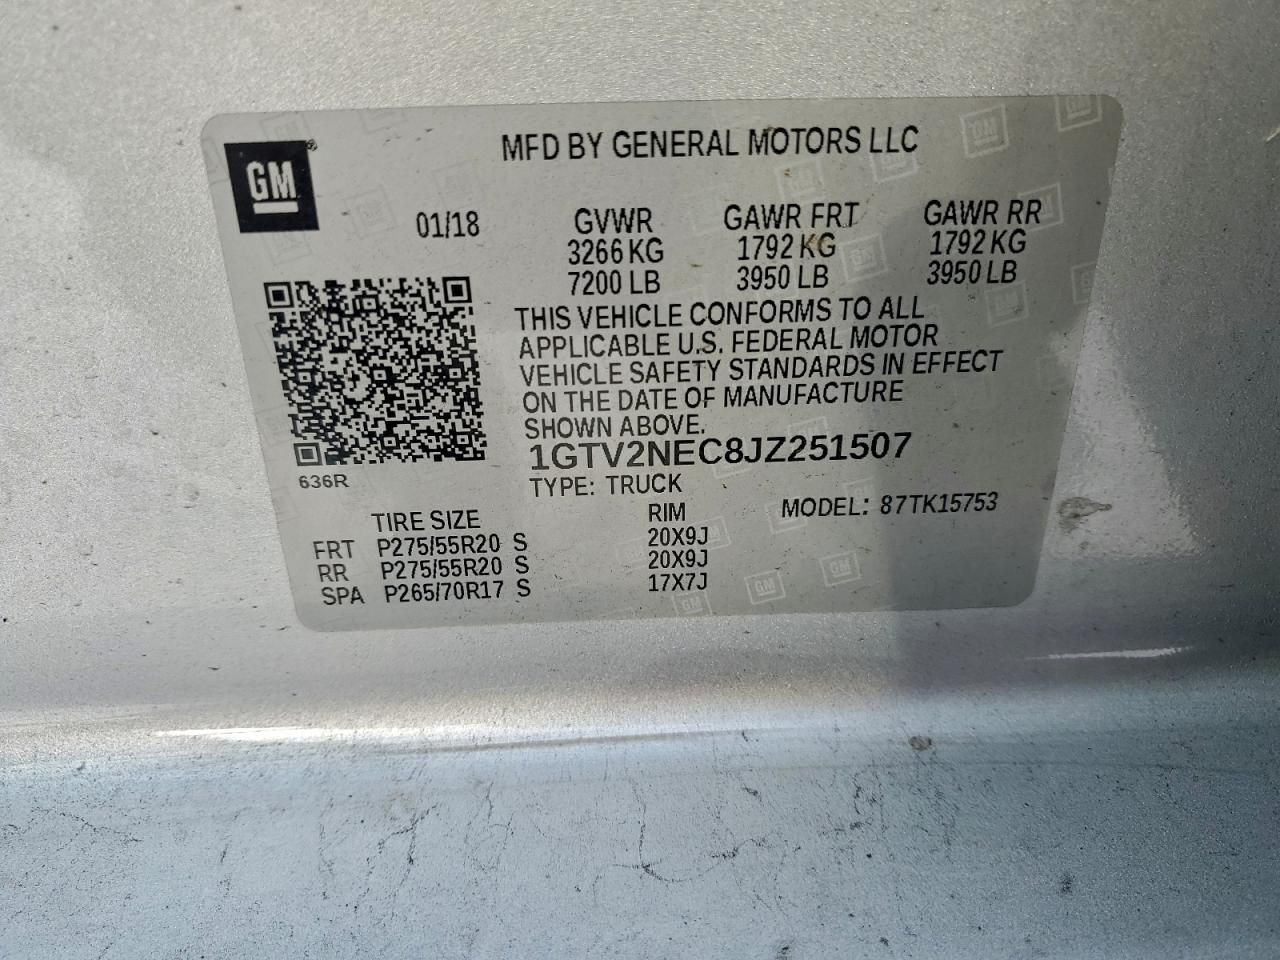 GM
MFD BY GENERAL MOTORS LLC
01/18 GVWR GAWR FRT GAWR RR
3266 KG 1792 KG 1792 KG
7200 LB 3950 LB 3950 LB
THIS VEHICLE CONFORMS TO ALL
APPLICABLE U.S. FEDERAL MOTOR
VEHICLE SAFETY STANDARDS IN EFFECT
ON THE DATE OF MANUFACTURE
SHOWN ABOVE.
1GTV2NEC8JZ251507
636R
TYPE: TRUCK
MODEL: 87TK15753
TIRE SIZE RIM
FRT P275/55R20 S 20X9J
RR P275/55R20 S 20X9J
SPA P265/70R17 S 17X7J